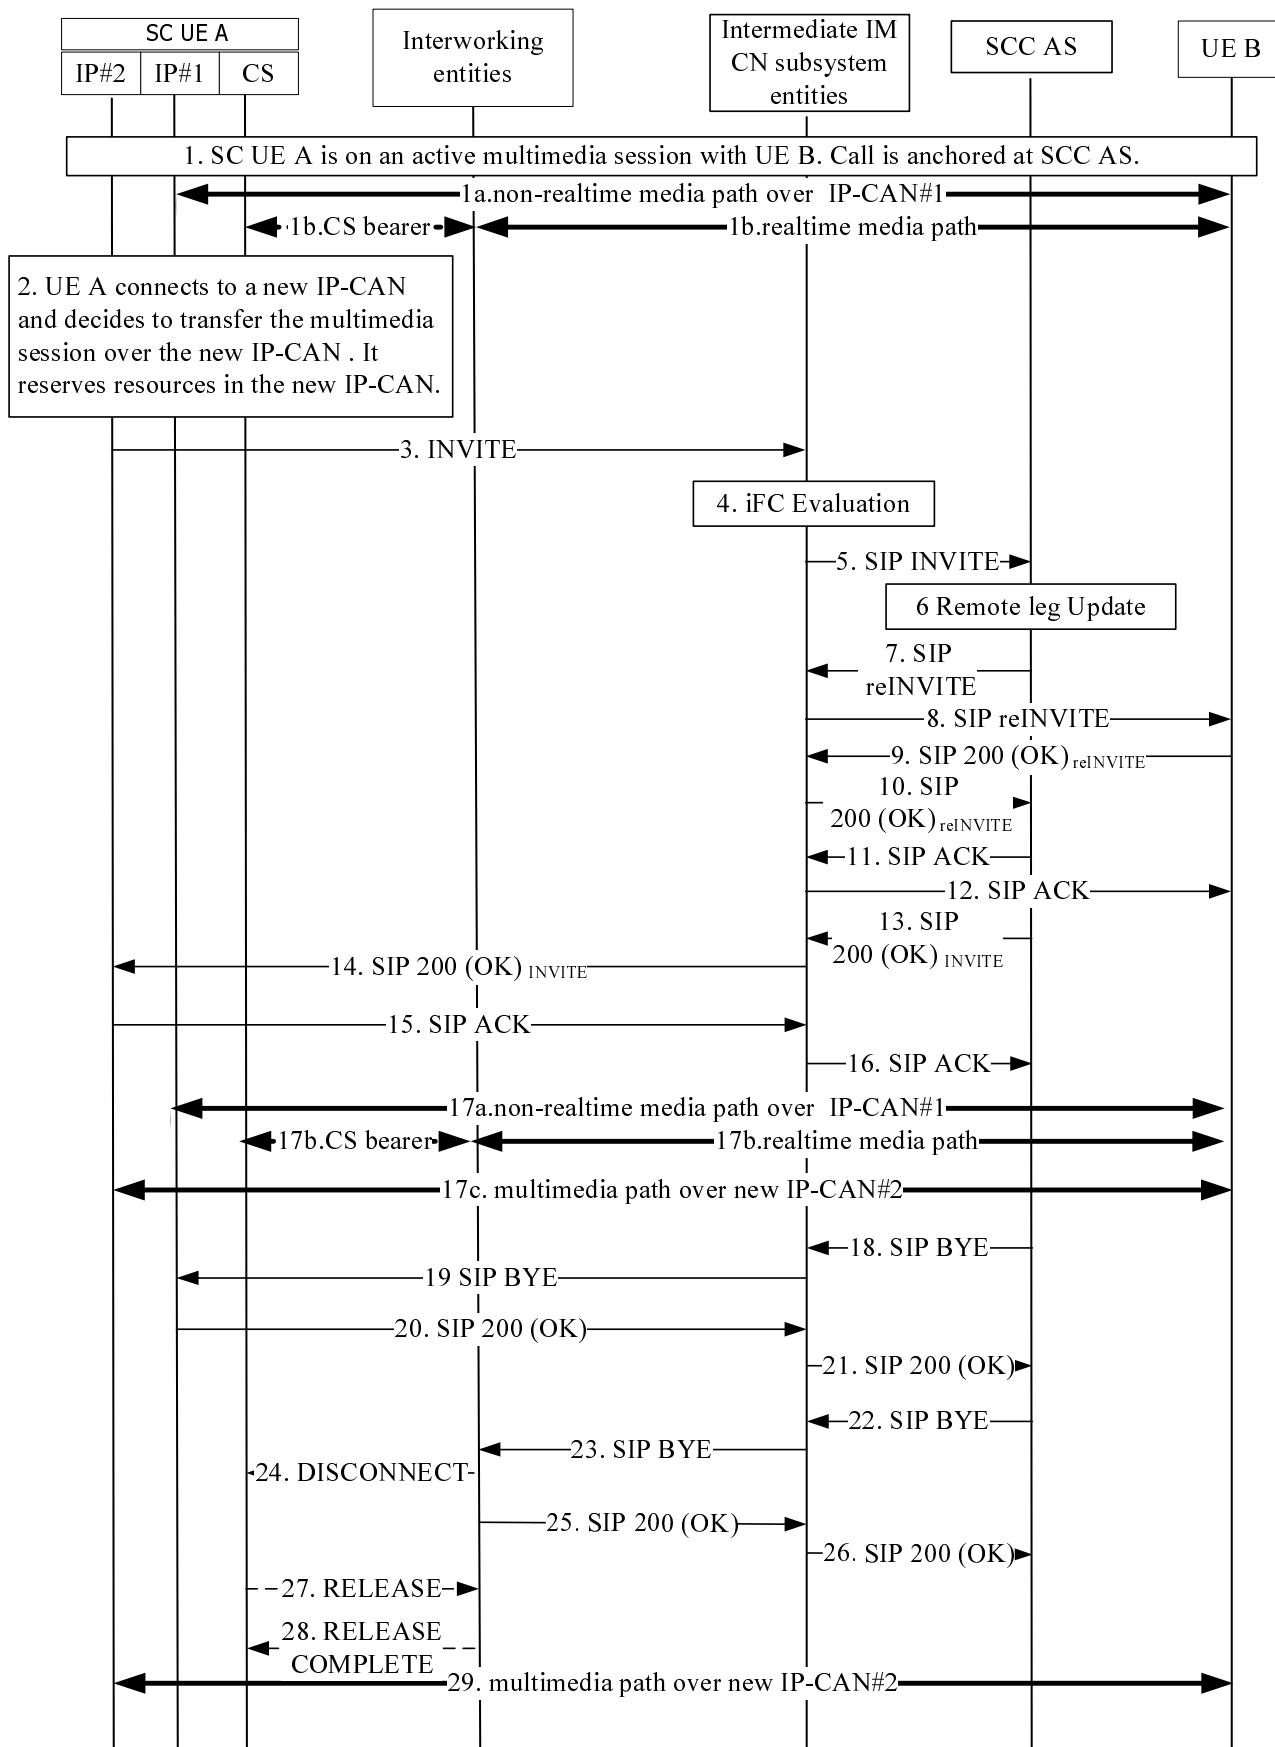 SC UE A
IP#2
IP#1
CS
Interworking
entities
Intermediate IM
CN subsystem
entities
SCC AS
UE B
1. SC UE A is on an active multimedia session with UE B. Call is anchored at SCC AS.
1a.non-realtime media path over IP-CAN#1
1b.CS bearer
1b.realtime media path
2. UE A connects to a new IP-CAN
and decides to transfer the multimedia
session over the new IP-CAN . It
reserves resources in the new IP-CAN.
3. INVITE
4. iFC Evaluation
5. SIP INVITE
6 Remote leg Update
7. SIP
reINVITE
8. SIP reINVITE
9. SIP 200 (OK) reINVITE
10. SIP
200 (OK) reINVITE
11. SIP ACK
12. SIP ACK
13. SIP
200 (OK) INVITE
14. SIP 200 (OK) INVITE
15. SIP ACK
16. SIP ACK
17a.non-realtime media path over IP-CAN#1
17b.CS bearer
17b.realtime media path
17c. multimedia path over new IP-CAN#2
18. SIP BYE
19 SIP BYE
20. SIP 200 (OK)
21. SIP 200 (OK)
22. SIP BYE
23. SIP BYE
24. DISCONNECT
25. SIP 200 (OK)
26. SIP 200 (OK)
27. RELEASE
28. RELEASE
COMPLETE
29. multimedia path over new IP-CAN#2